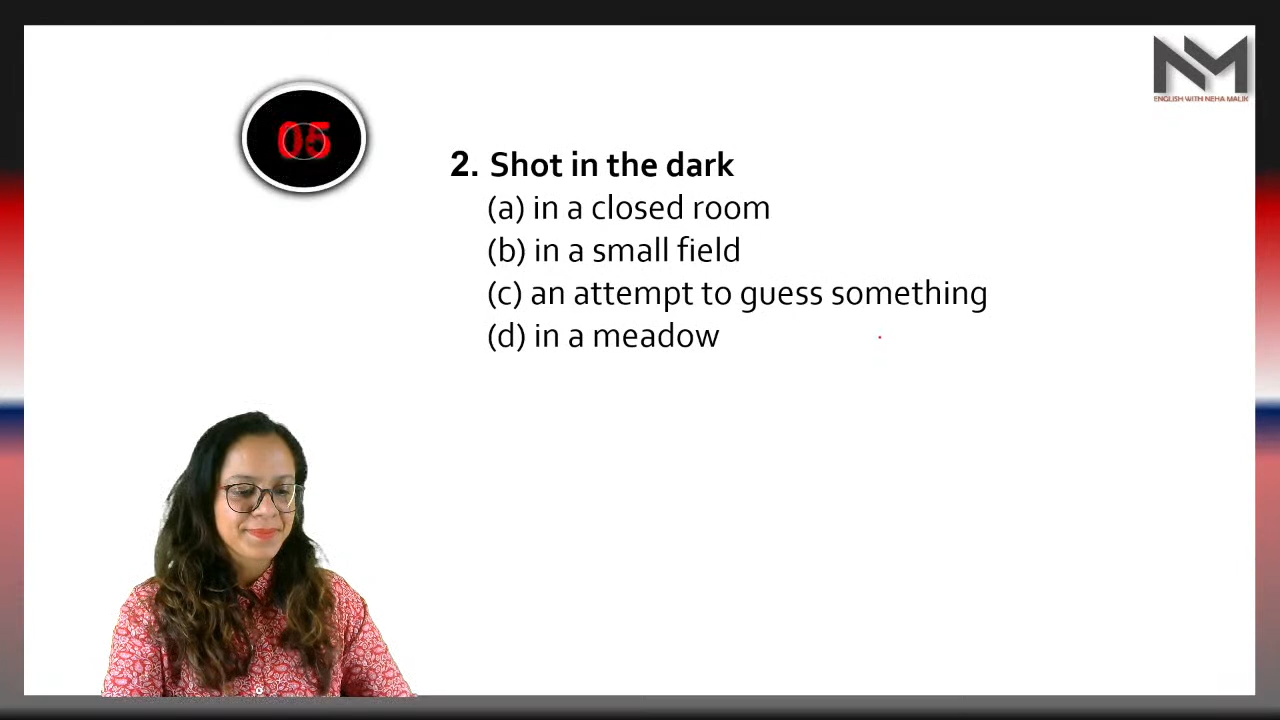 NM
ENGLISH WITH NEHA MALIK
05
2. Shot in the dark
(a) in a closed room
(b) in a small field
(c) an attempt to guess something
(d) in a meadow